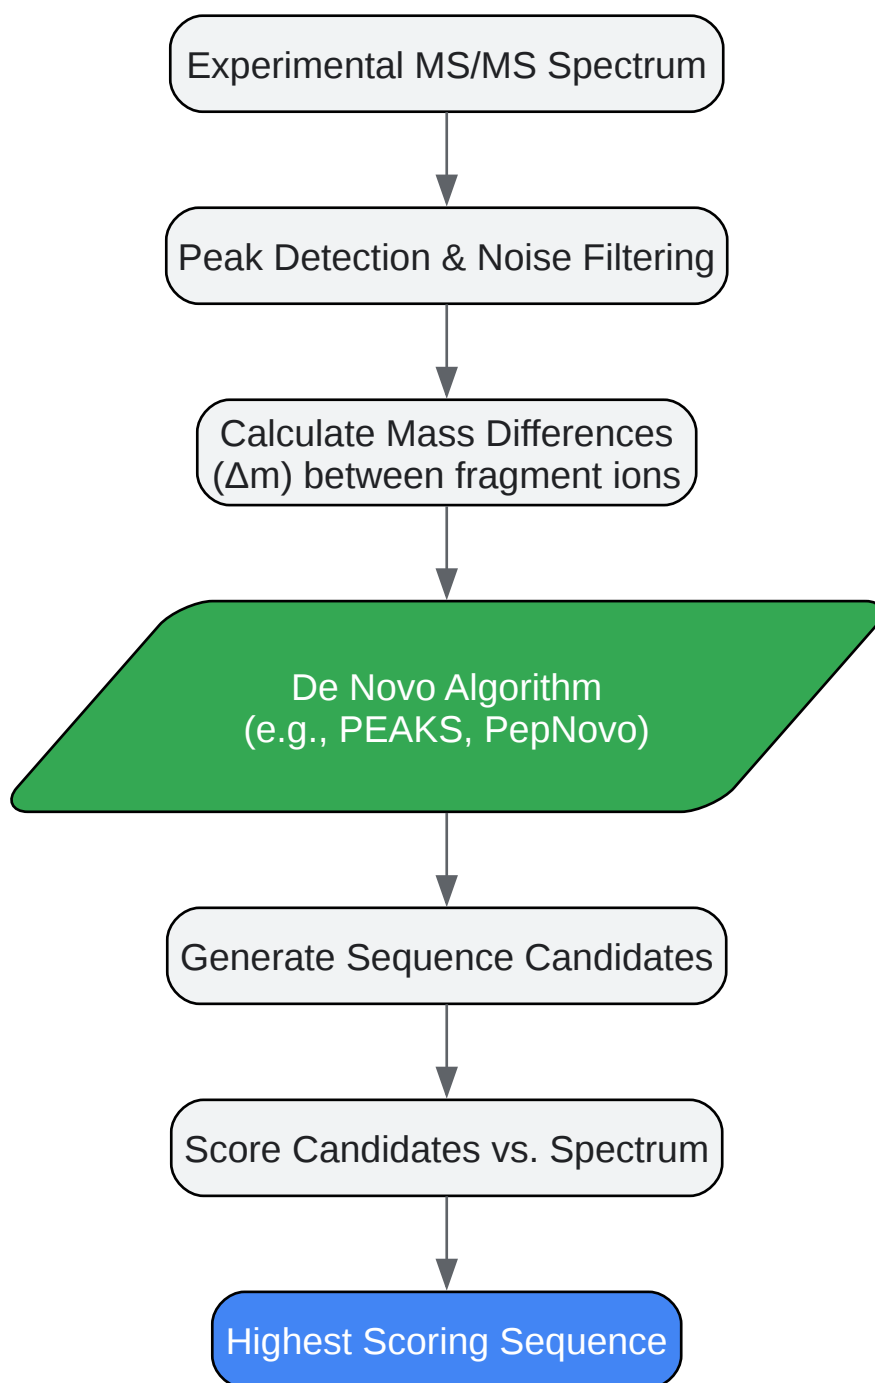 Experimental MS/MS Spectrum
Peak Detection & Noise Filtering
Calculate Mass Differences
(Δm) between fragment ions
De Novo Algorithm
(e.g., PEAKS, PepNovo)
Generate Sequence Candidates
Score Candidates vs. Spectrum
Highest Scoring Sequence